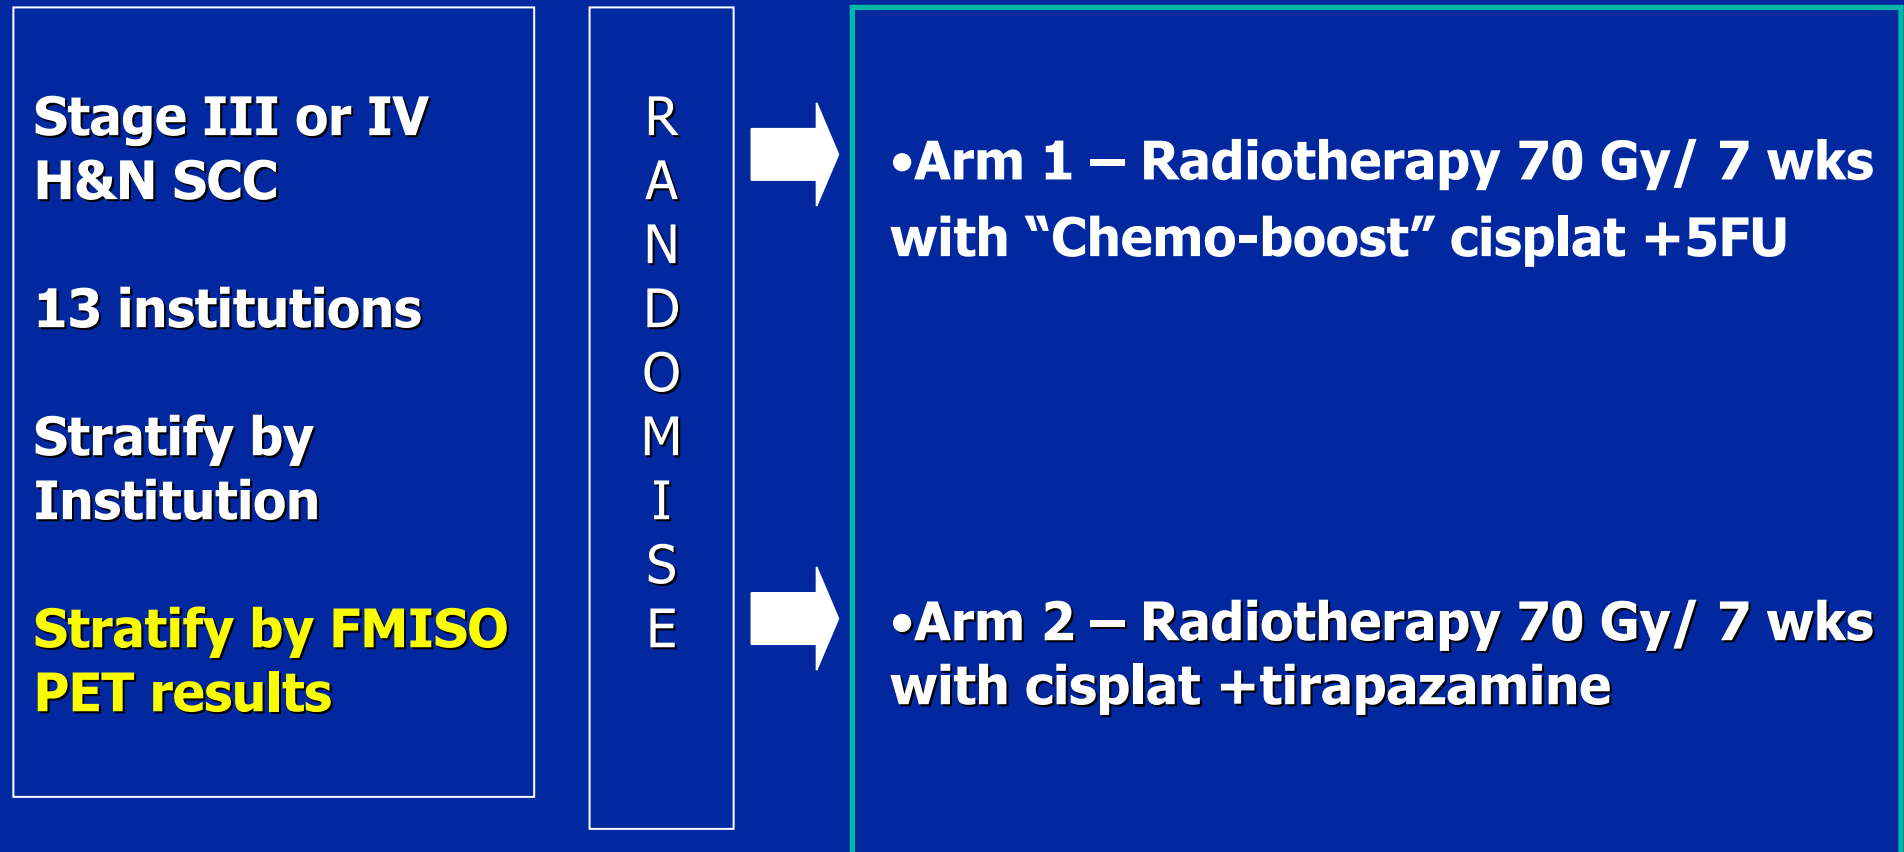 Stage III or IV
H&N SCC
13 institutions
Stratify by
Institution
Stratify by FMISO
PET results
R
A
N
D
O
M
I
S
E
•Arm 1 – Radiotherapy 70 Gy/ 7 wks
with “Chemo-boost” cisplat +5FU
•Arm 2 – Radiotherapy 70 Gy/ 7 wks
with cisplat +tirapazamine